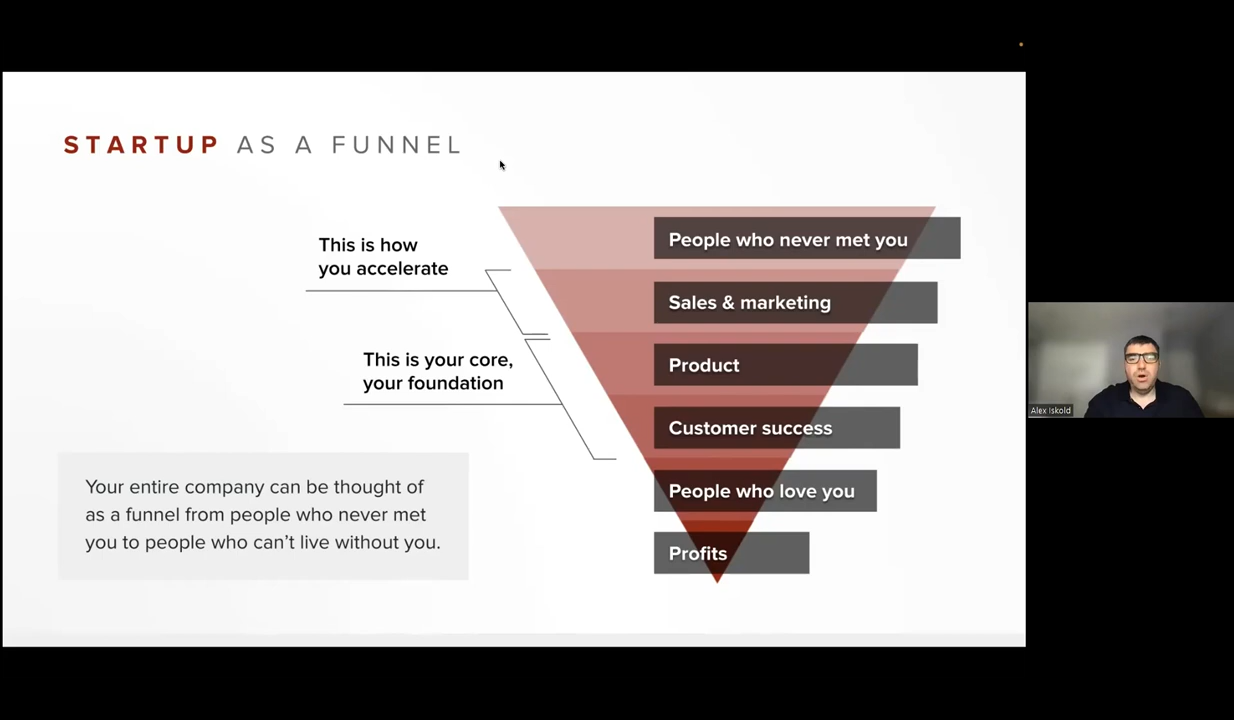 STARTUP AS A FUNNEL
This is how
you accelerate
This is your core,
your foundation
Your entire company can be thought of
as a funnel from people who never met
you to people who can’t live without you.
People who never met you
Sales & marketing
Product
Customer success
People who love you
Profits
Alex Iskold